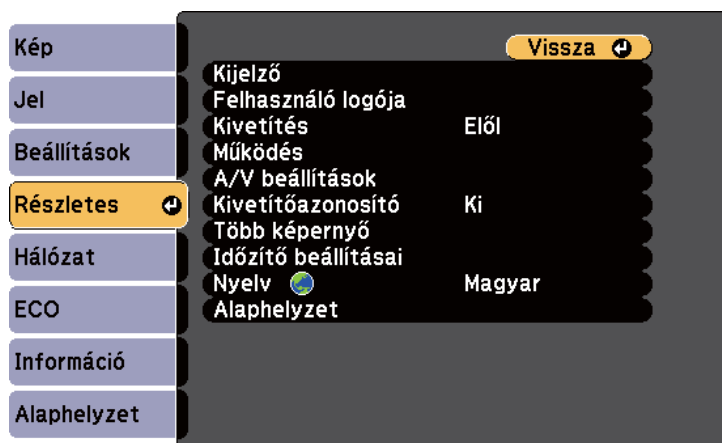 Kép
Jel
Beállítások
Részletes
Hálózat
ECO
Információ
Alaphelyzet
Vissza
Kijelző
Felhasználó logója
Kivetítés Elől
Működés
A/V beállítások
Kivetítőazonosító Ki
Több képernyő
Időzítő beállításai
Nyelv Magyar
Alaphelyzet